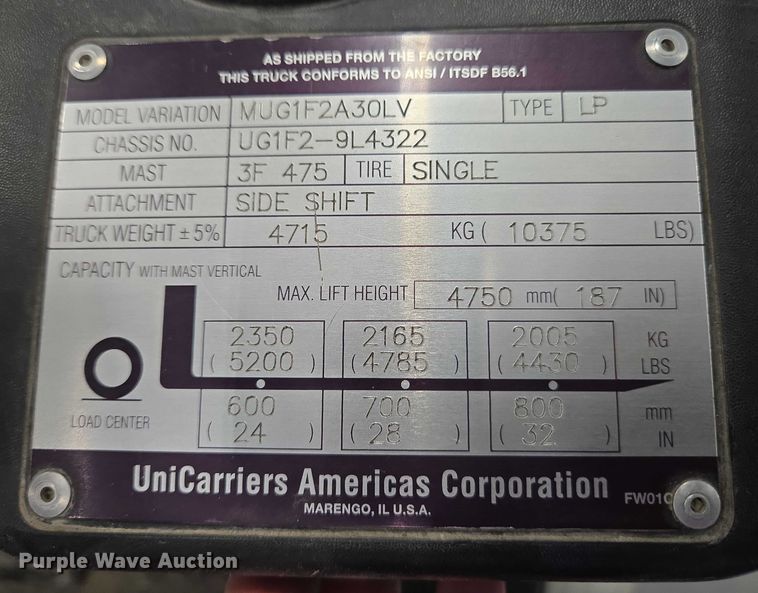 AS SHIPPED FROM THE FACTORY
THIS TRUCK CONFORMS TO ANSI / ITSDF B56.1
MODEL VARIATION MUG1F2A30LV TYPE LP
CHASSIS NO. UG1F2-9L4322
MAST 3F 475 TIRE SINGLE
ATTACHMENT SIDE SHIFT
TRUCK WEIGHT ± 5% 4715 KG ( 10375 LBS)
CAPACITY WITH MAST VERTICAL
MAX. LIFT HEIGHT 4750 mm( 187 IN)
2350 2165 2005 KG
( 5200 ) ( 4785 ) ( 4430 ) LBS
600 700 800 mm
LOAD CENTER ( 24 ) ( 28 ) ( 32 ) IN
UniCarriers Americas Corporation
MARENGO, IL U.S.A.
Purple Wave Auction